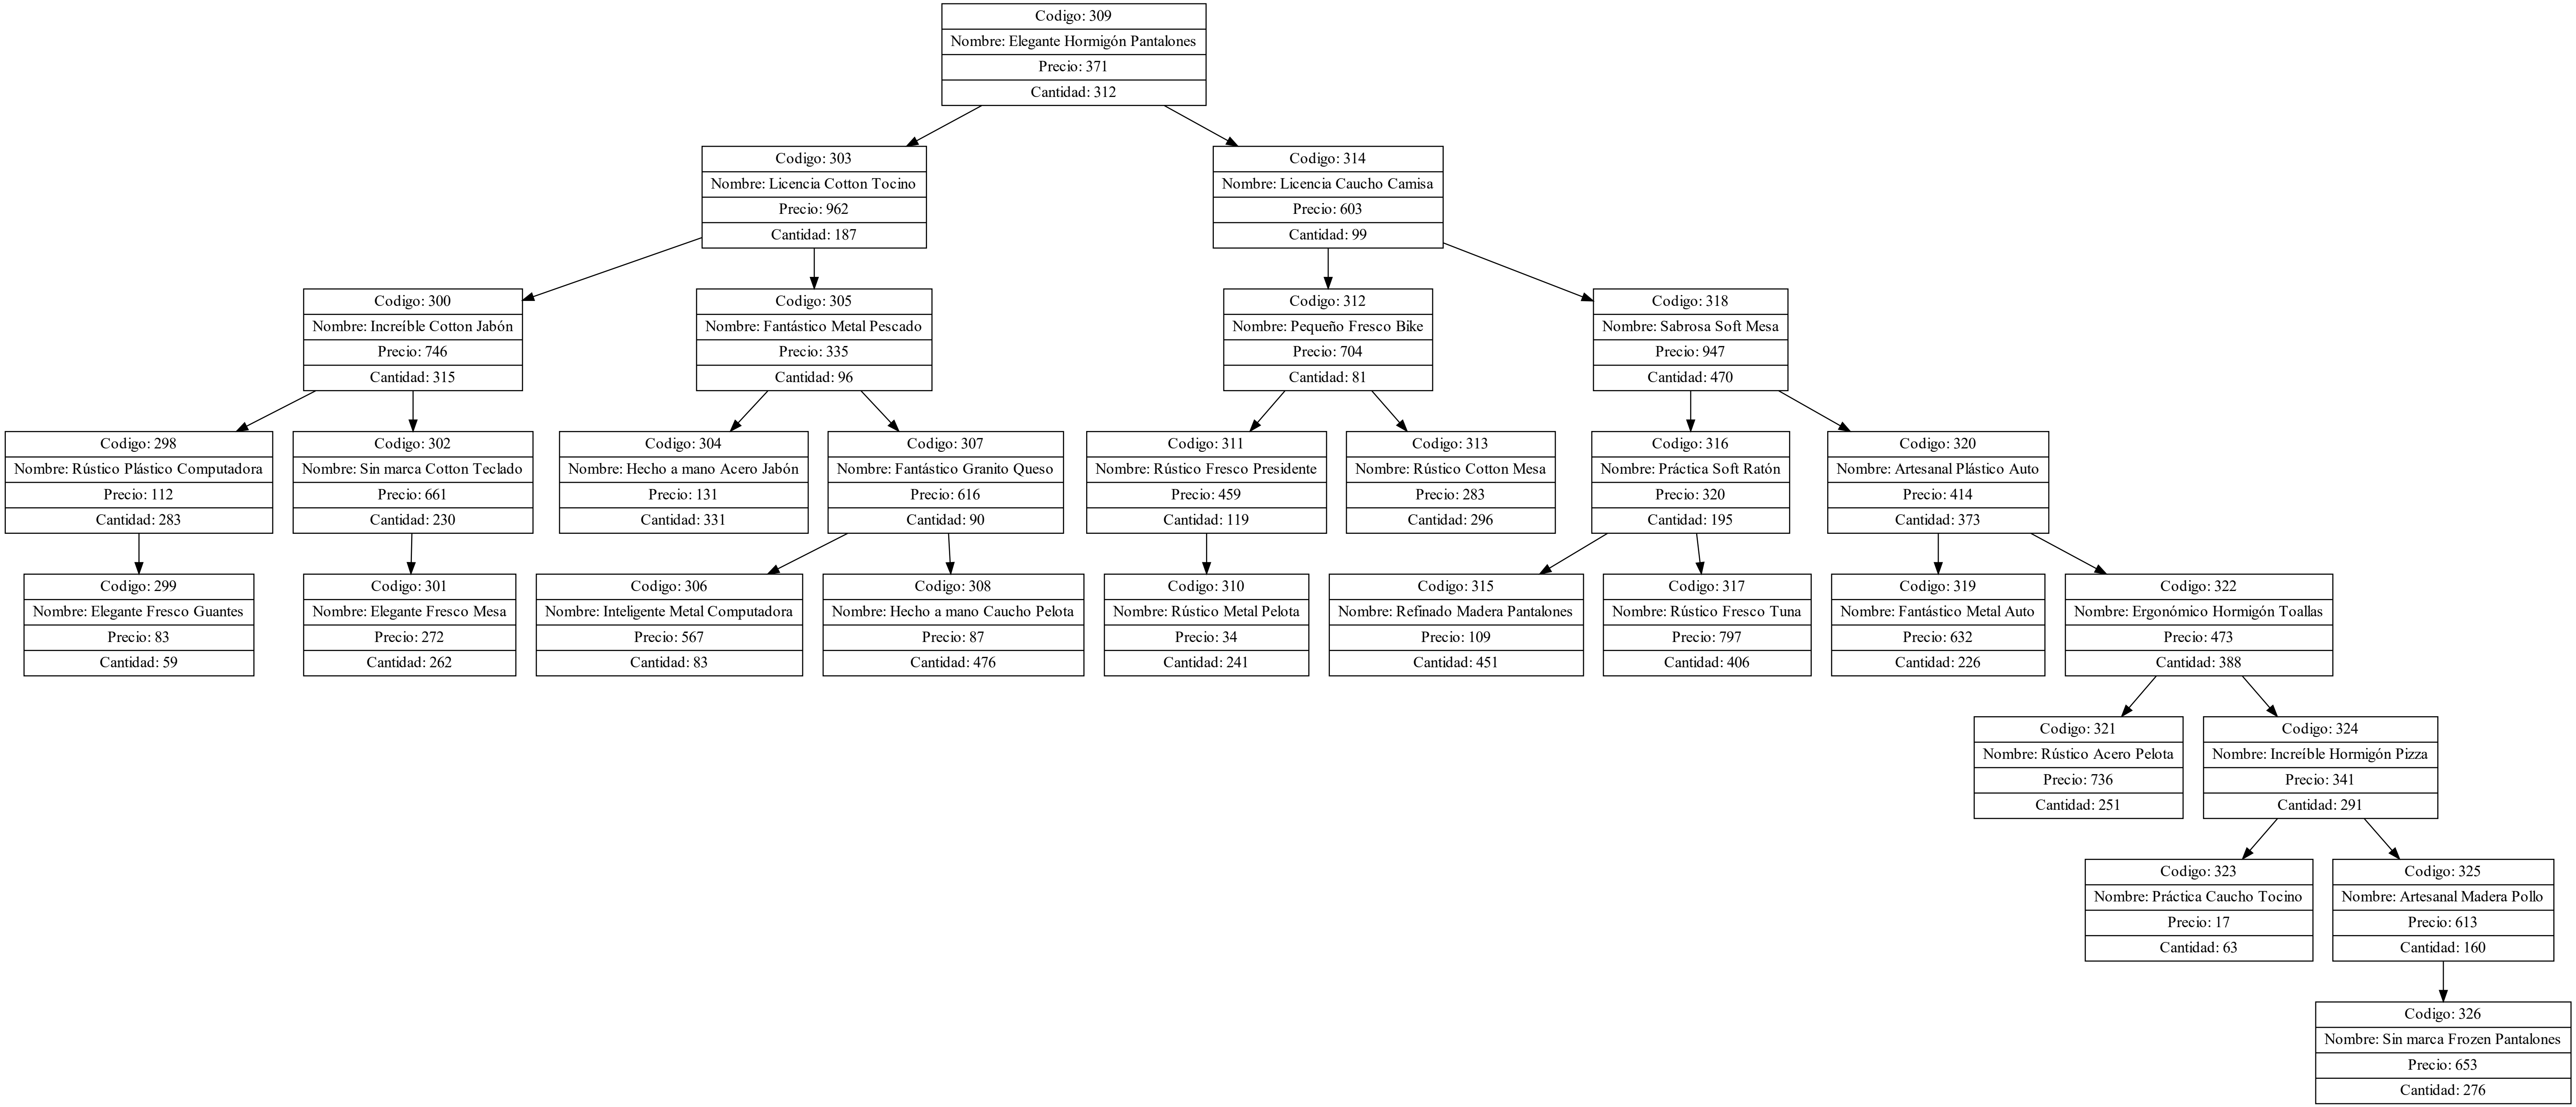 Codigo: 309
Nombre: Elegante Hormigón Pantalones
Precio: 371
Cantidad: 312
Codigo: 303
Nombre: Licencia Cotton Tocino
Precio: 962
Cantidad: 187
Codigo: 314
Nombre: Licencia Caucho Camisa
Precio: 603
Cantidad: 99
Codigo: 300
Nombre: Increíble Cotton Jabón
Precio: 746
Cantidad: 315
Codigo: 305
Nombre: Fantástico Metal Pescado
Precio: 335
Cantidad: 96
Codigo: 312
Nombre: Pequeño Fresco Bike
Precio: 704
Cantidad: 81
Codigo: 318
Nombre: Sabrosa Soft Mesa
Precio: 947
Cantidad: 470
Codigo: 298
Nombre: Rústico Plástico Computadora
Precio: 112
Cantidad: 283
Codigo: 302
Nombre: Sin marca Cotton Teclado
Precio: 661
Cantidad: 230
Codigo: 304
Nombre: Hecho a mano Acero Jabón
Precio: 131
Cantidad: 331
Codigo: 307
Nombre: Fantástico Granito Queso
Precio: 616
Cantidad: 90
Codigo: 311
Nombre: Rústico Fresco Presidente
Precio: 459
Cantidad: 119
Codigo: 313
Nombre: Rústico Cotton Mesa
Precio: 283
Cantidad: 296
Codigo: 316
Nombre: Práctica Soft Ratón
Precio: 320
Cantidad: 195
Codigo: 320
Nombre: Artesanal Plástico Auto
Precio: 414
Cantidad: 373
Codigo: 299
Nombre: Elegante Fresco Guantes
Precio: 83
Cantidad: 59
Codigo: 301
Nombre: Elegante Fresco Mesa
Precio: 272
Cantidad: 262
Codigo: 306
Nombre: Inteligente Metal Computadora
Precio: 567
Cantidad: 83
Codigo: 308
Nombre: Hecho a mano Caucho Pelota
Precio: 87
Cantidad: 476
Codigo: 310
Nombre: Rústico Metal Pelota
Precio: 34
Cantidad: 241
Codigo: 315
Nombre: Refinado Madera Pantalones
Precio: 109
Cantidad: 451
Codigo: 317
Nombre: Rústico Fresco Tuna
Precio: 797
Cantidad: 406
Codigo: 319
Nombre: Fantástico Metal Auto
Precio: 632
Cantidad: 226
Codigo: 322
Nombre: Ergonómico Hormigón Toallas
Precio: 473
Cantidad: 388
Codigo: 321
Nombre: Rústico Acero Pelota
Precio: 736
Cantidad: 251
Codigo: 324
Nombre: Increíble Hormigón Pizza
Precio: 341
Cantidad: 291
Codigo: 323
Nombre: Práctica Caucho Tocino
Precio: 17
Cantidad: 63
Codigo: 325
Nombre: Artesanal Madera Pollo
Precio: 613
Cantidad: 160
Codigo: 326
Nombre: Sin marca Frozen Pantalones
Precio: 653
Cantidad: 276